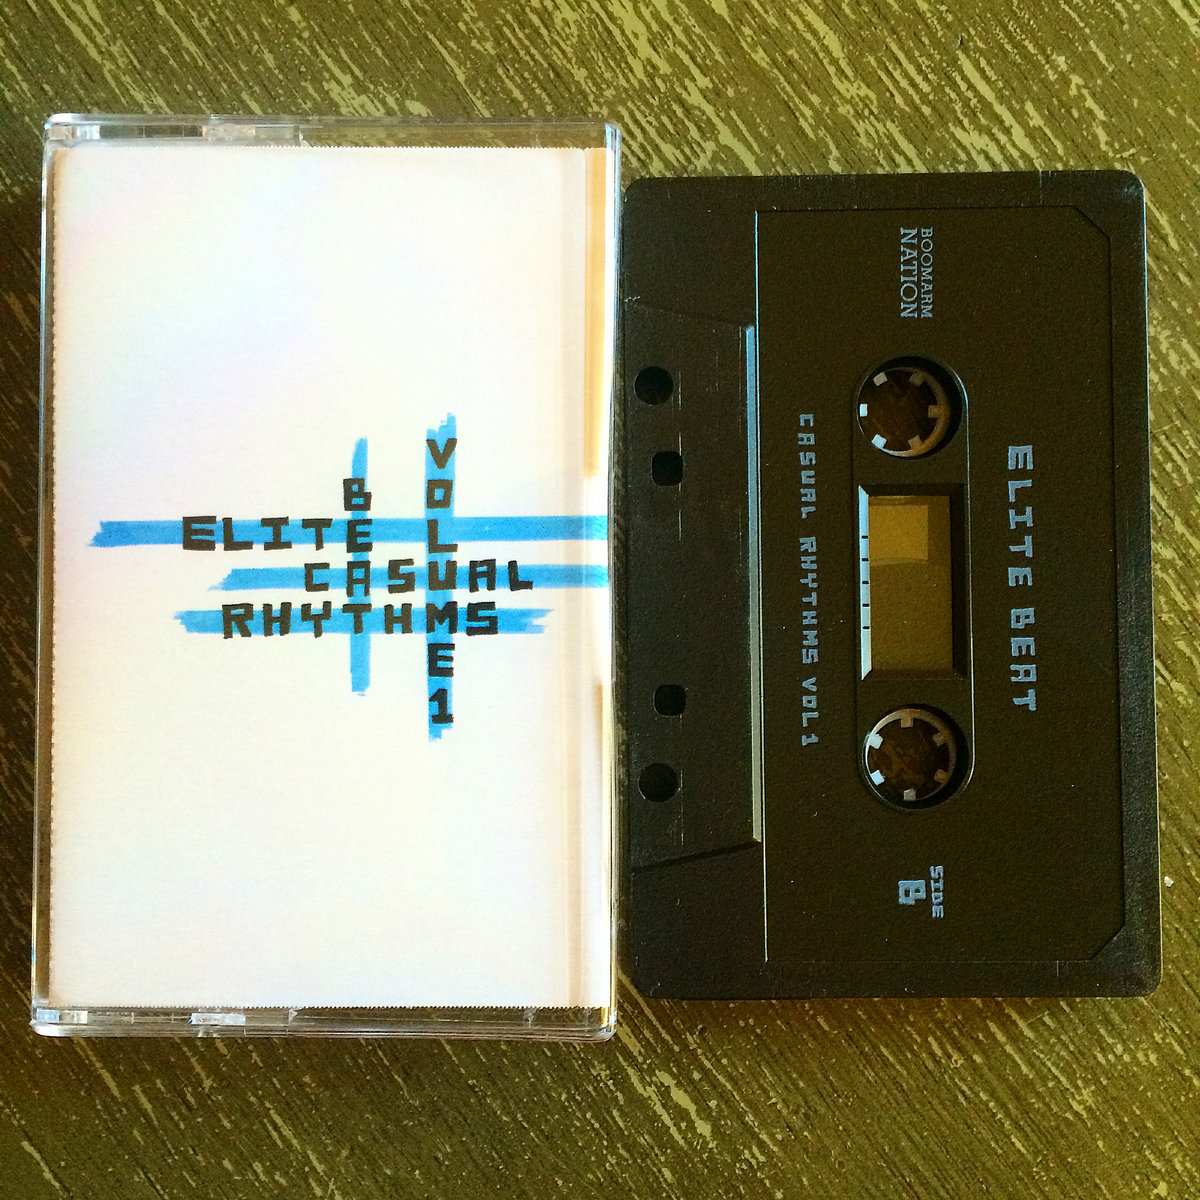 ELITE
BEAT
CASUAL
RHYTHMS
VOLUME 1
BOOMARM
NATION
ELITE BEAT
CASUAL RHYTHMS VOL 1
SIDE
B